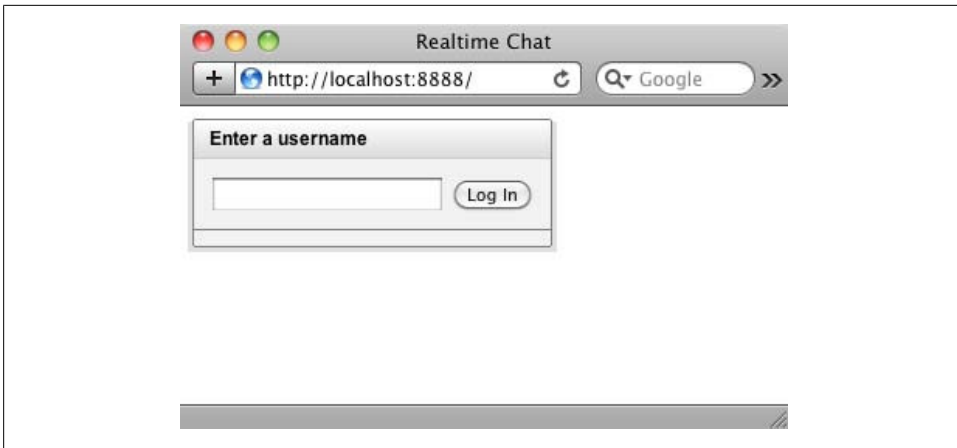 Realtime Chat
+ http://localhost:8888/ Google »
Enter a username
Log In